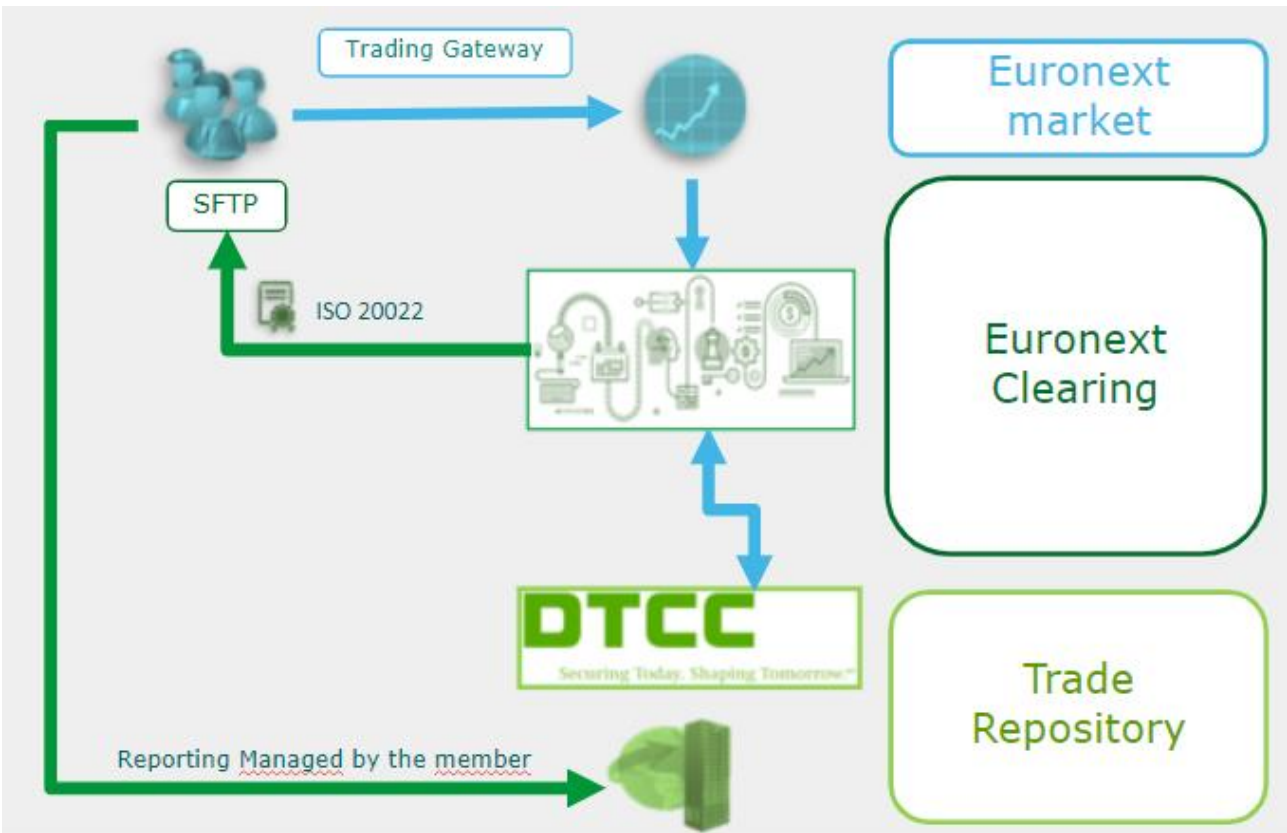 Trading Gateway
Euronext
market
SFTP
ISO 20022
Euronext
Clearing
DTCC
Securing Today. Shaping Tomorrow.
Trade
Repository
Reporting Managed by the member